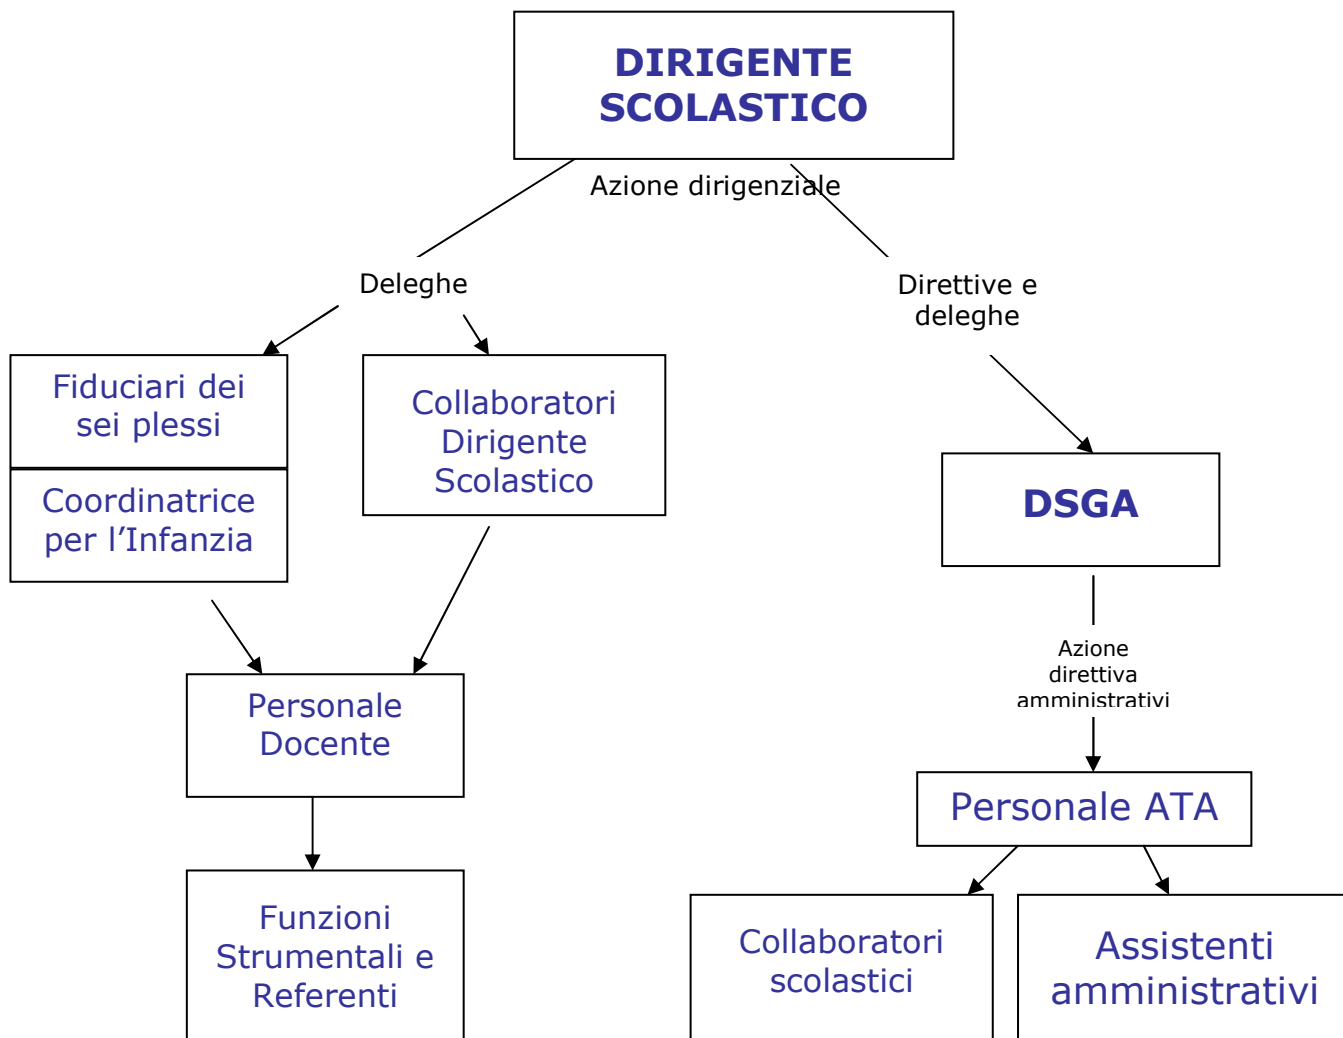 DIRIGENTE
SCOLASTICO
Azione dirigenziale
Deleghe
Direttive e
deleghe
Fiduciari dei
sei plessi
Coordinatrice
per l’Infanzia
Collaboratori
Dirigente
Scolastico
DSGA
Azione
direttiva
amministrativi
Personale
Docente
Personale ATA
Funzioni
Strumentali e
Referenti
Collaboratori
scolastici
Assistenti
amministrativi